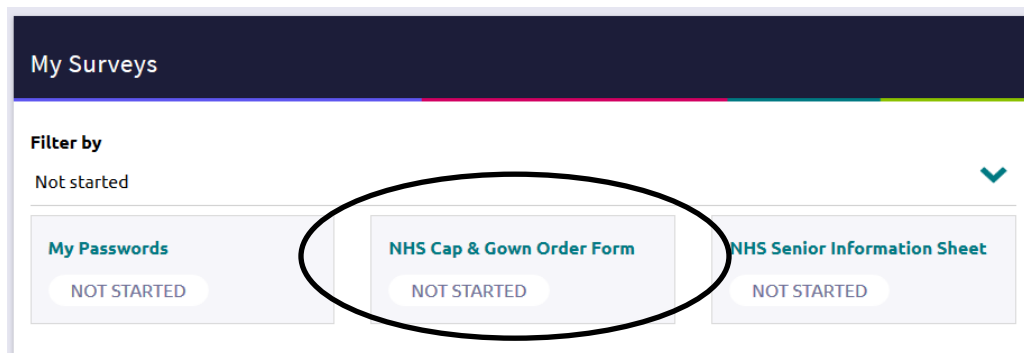 My Surveys
Filter by
Not started
My Passwords
NOT STARTED
NHS Cap & Gown Order Form
NOT STARTED
NHS Senior Information Sheet
NOT STARTED